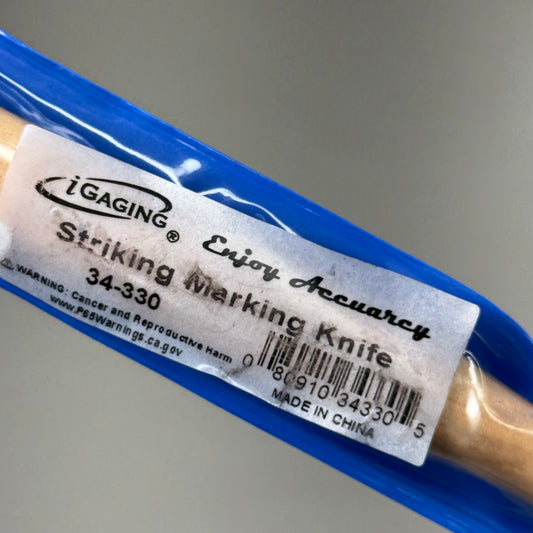 iGAGING®
Enjoy Accuarcy
Striking Marking Knife
34-330
⚠ WARNING: Cancer and Reproductive Harm
www.P65Warnings.ca.gov
0 80910 34330 5
MADE IN CHINA